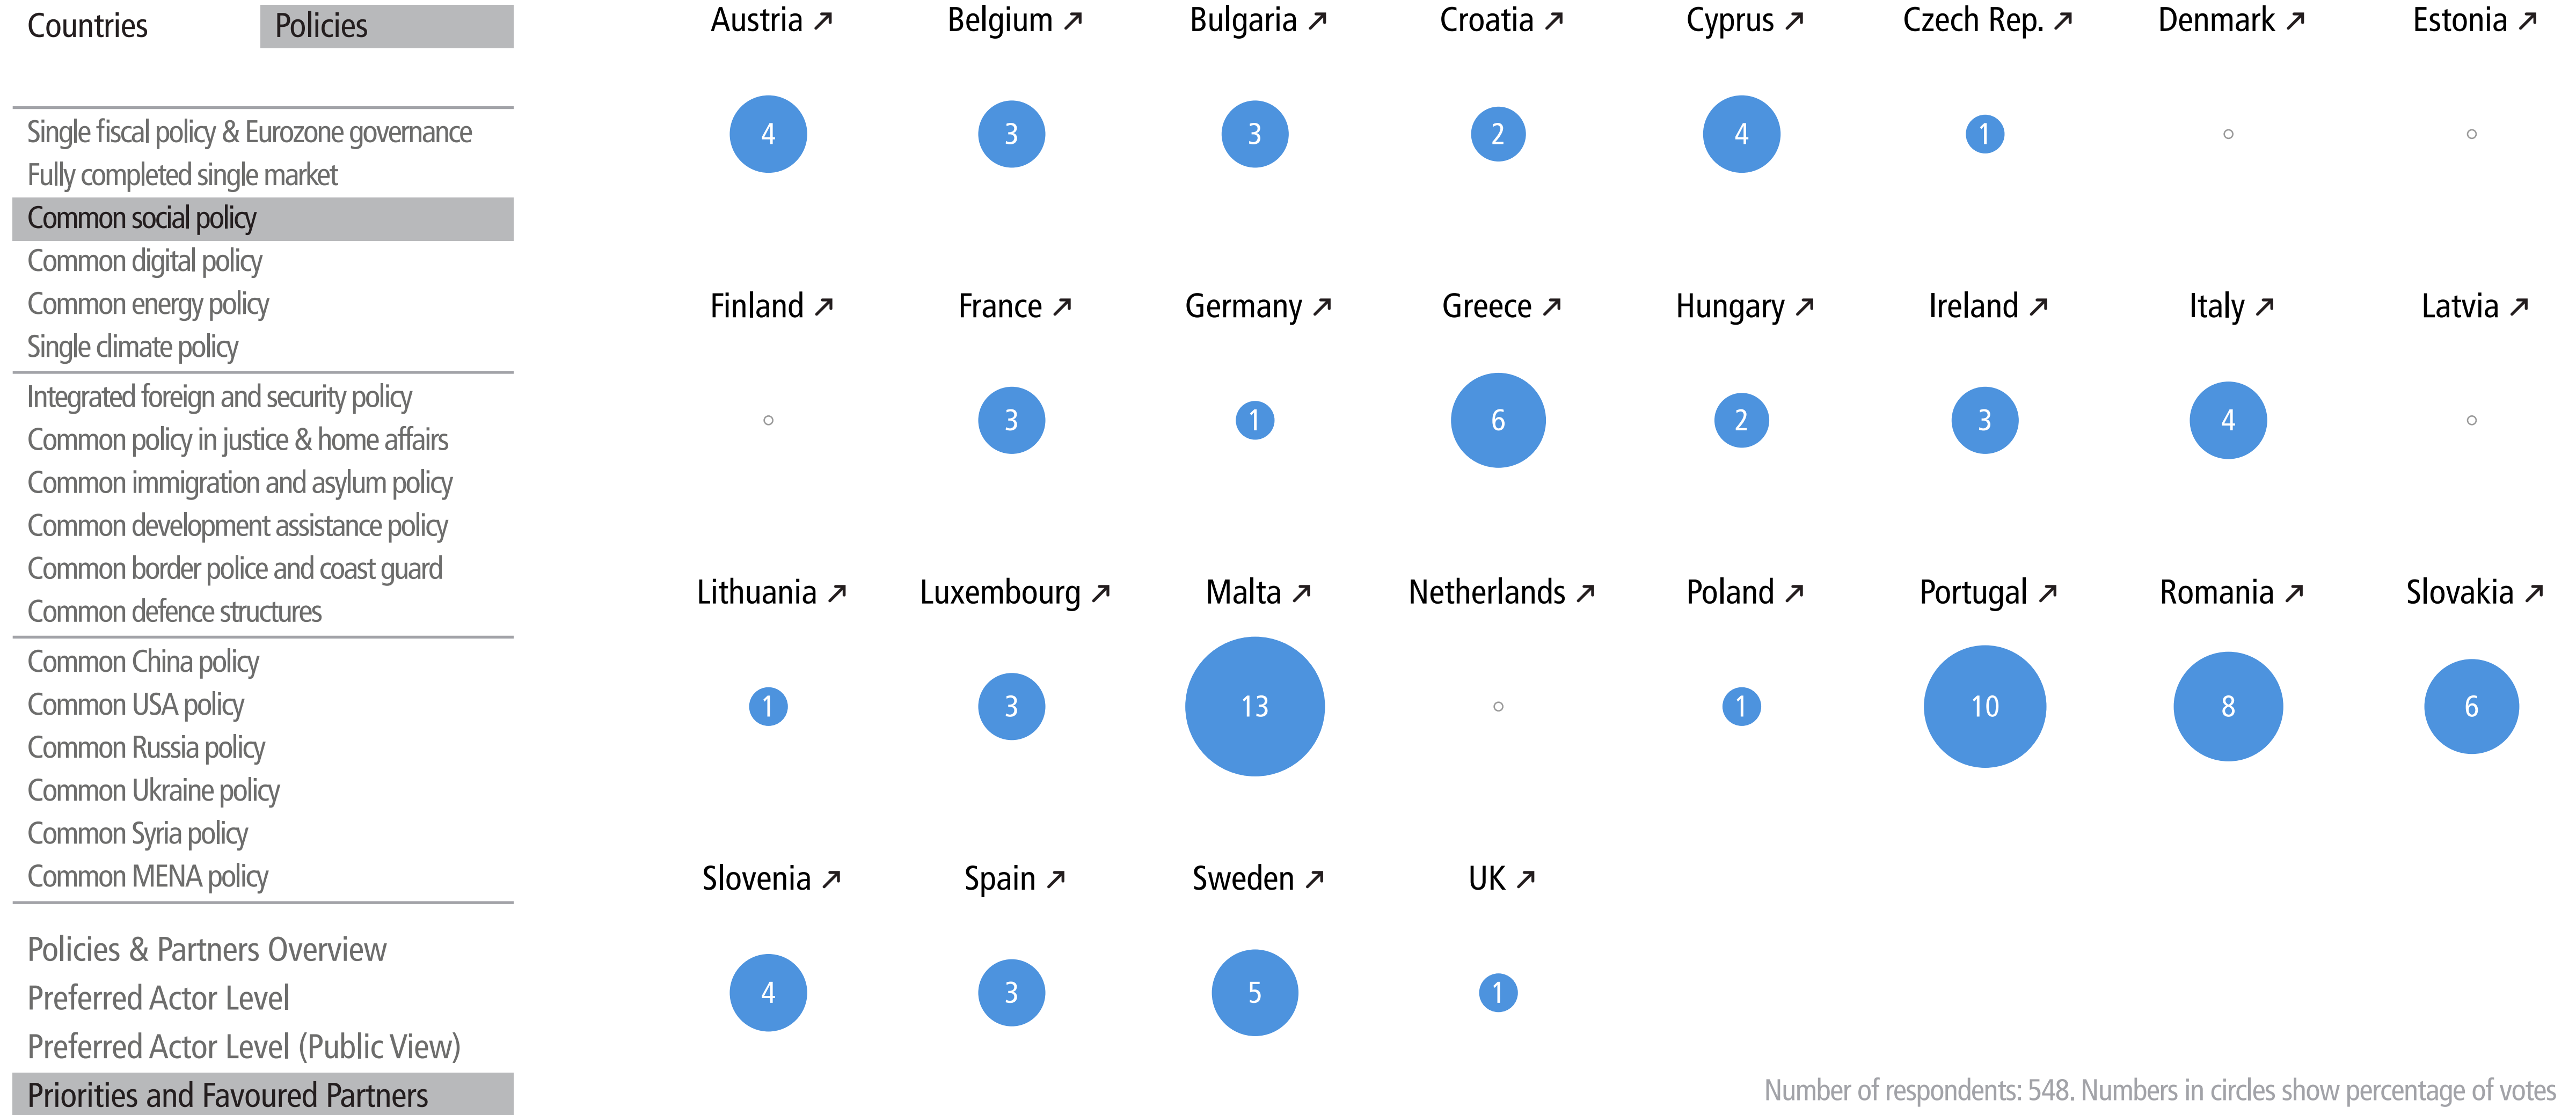 Countries
Policies
Single fiscal policy & Eurozone governance
Fully completed single market
Common social policy
Common digital policy
Common energy policy
Single climate policy
Integrated foreign and security policy
Common policy in justice & home affairs
Common immigration and asylum policy
Common development assistance policy
Common border police and coast guard
Common defence structures
Common China policy
Common USA policy
Common Russia policy
Common Ukraine policy
Common Syria policy
Common MENA policy
Policies & Partners Overview
Preferred Actor Level
Preferred Actor Level (Public View)
Priorities and Favoured Partners
Austria ↗ Belgium ↗ Bulgaria ↗ Croatia ↗ Cyprus ↗ Czech Rep. ↗ Denmark ↗ Estonia ↗
4 3 3 2 4 1
Finland ↗ France ↗ Germany ↗ Greece ↗ Hungary ↗ Ireland ↗ Italy ↗ Latvia ↗
3 1 6 2 3 4
Lithuania ↗ Luxembourg ↗ Malta ↗ Netherlands ↗ Poland ↗ Portugal ↗ Romania ↗ Slovakia ↗
1 3 13 1 10 8 6
Slovenia ↗ Spain ↗ Sweden ↗ UK ↗
4 3 5 1
Number of respondents: 548. Numbers in circles show percentage of votes